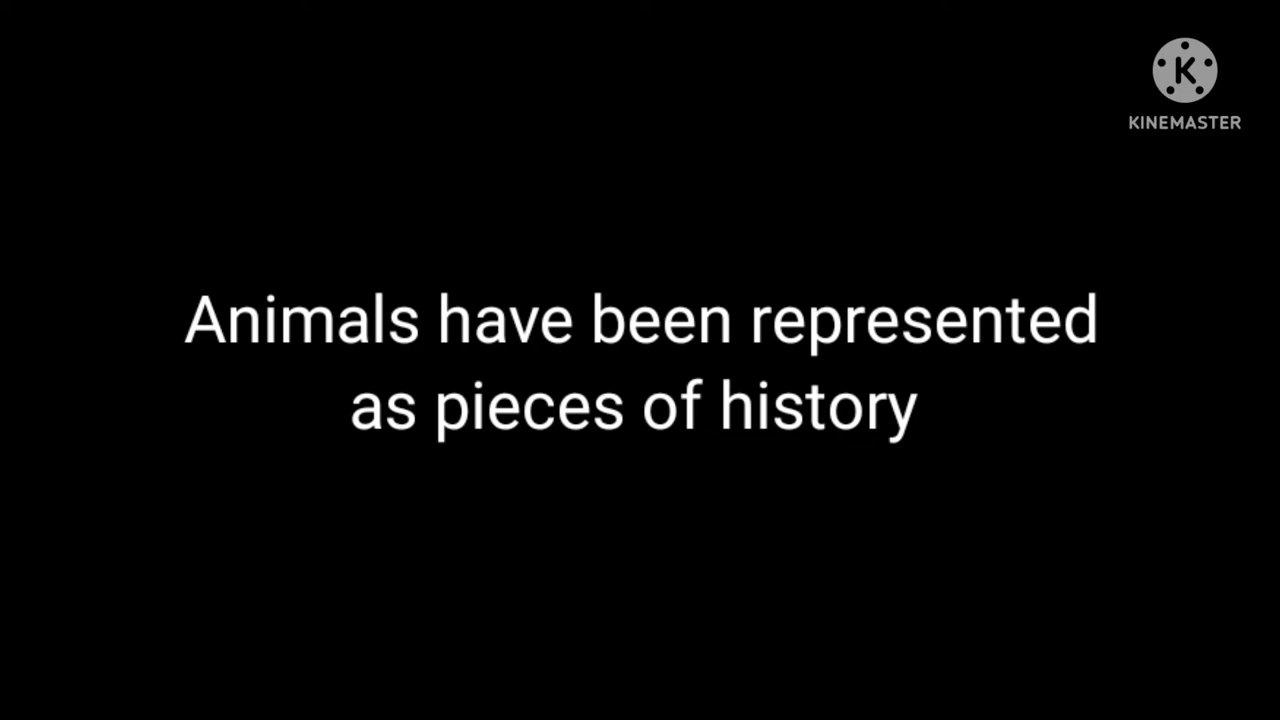 K
KINEMASTER
Animals have been represented
as pieces of history